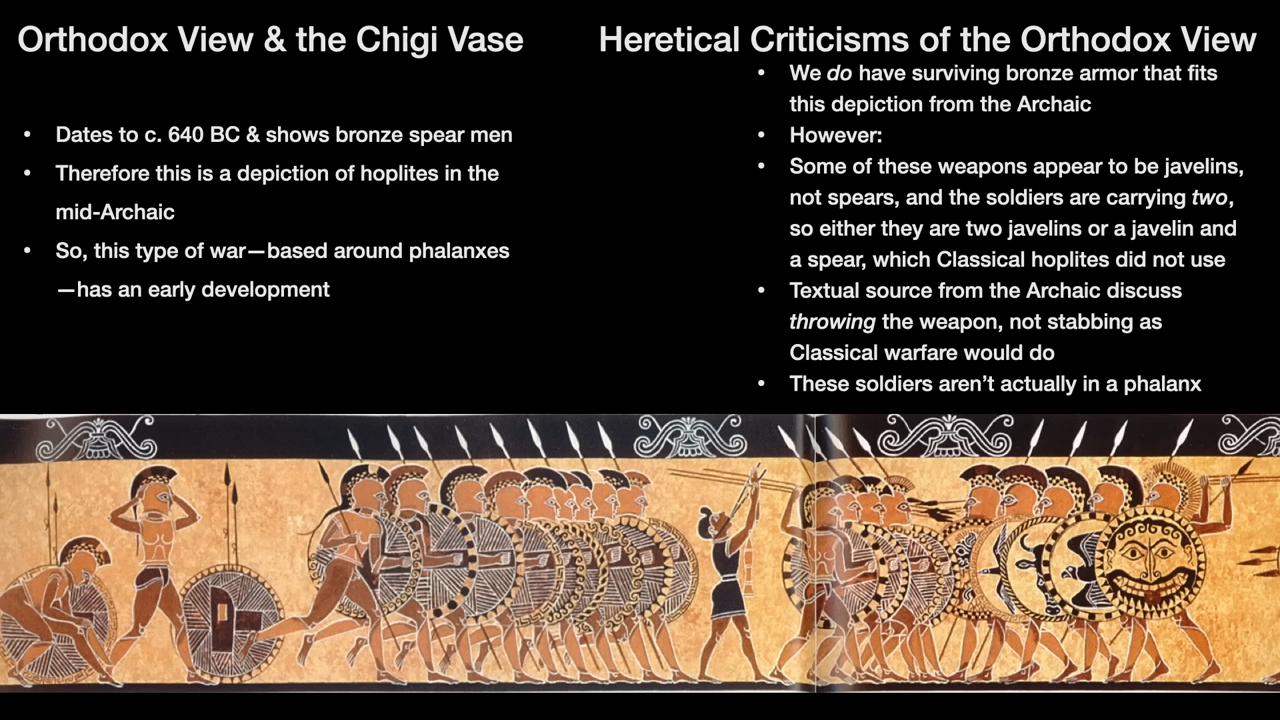 Orthodox View & the Chigi Vase
• Dates to c. 640 BC & shows bronze spear men
• Therefore this is a depiction of hoplites in the
mid-Archaic
• So, this type of war—based around phalanxes
—has an early development
Heretical Criticisms of the Orthodox View
• We do have surviving bronze armor that fits
this depiction from the Archaic
• However:
• Some of these weapons appear to be javelins,
not spears, and the soldiers are carrying two,
so either they are two javelins or a javelin and
a spear, which Classical hoplites did not use
• Textual source from the Archaic discuss
throwing the weapon, not stabbing as
Classical warfare would do
• These soldiers aren’t actually in a phalanx